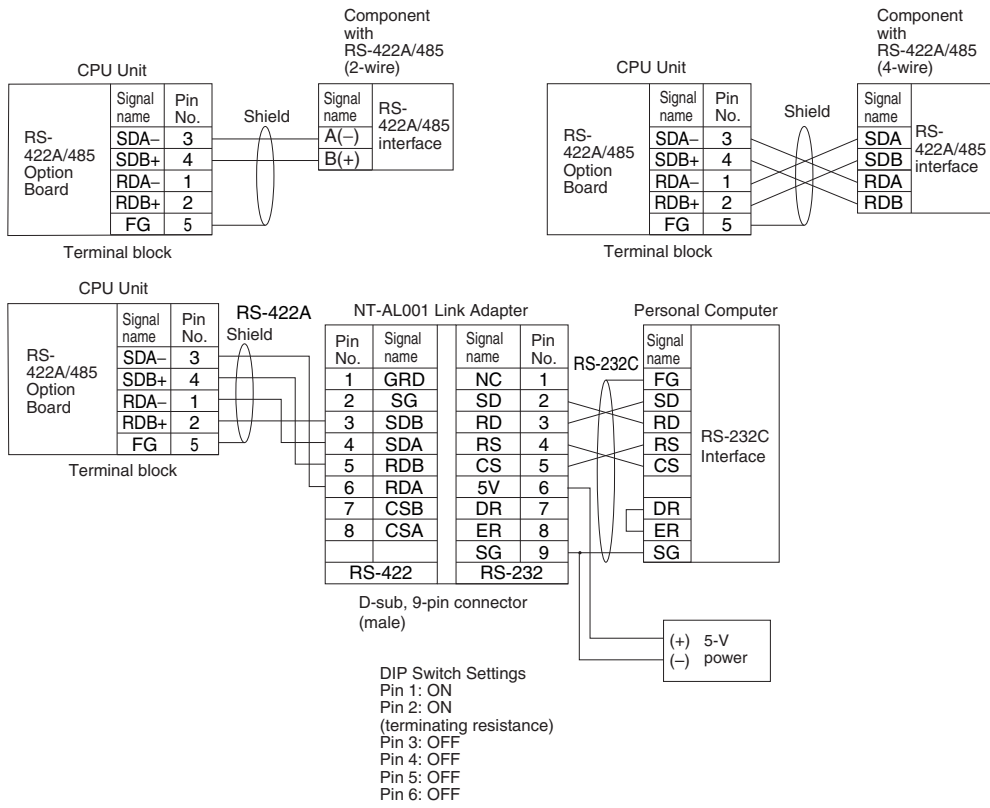 Component
with
RS-422A/485
(2-wire)
CPU Unit
Signal name Pin No.
RS-422A/485 Option Board
SDA– 3
SDB+ 4
RDA– 1
RDB+ 2
FG 5
Shield
Signal name
A(–)
B(+)
RS-422A/485 interface
Terminal block
Component
with
RS-422A/485
(4-wire)
CPU Unit
Signal name Pin No.
RS-422A/485 Option Board
SDA– 3
SDB+ 4
RDA– 1
RDB+ 2
FG 5
Shield
Signal name
SDA
SDB
RDA
RDB
RS-422A/485 interface
Terminal block
CPU Unit
Signal name Pin No.
RS-422A/485 Option Board
SDA– 3
SDB+ 4
RDA– 1
RDB+ 2
FG 5
Terminal block
RS-422A
Shield
NT-AL001 Link Adapter
Pin No. Signal name Signal name Pin No.
1 GRD NC 1
2 SG SD 2
3 SDB RD 3
4 SDA RS 4
5 RDB CS 5
6 RDA 5V 6
7 CSB DR 7
8 CSA ER 8
SG 9
RS-422 RS-232
D-sub, 9-pin connector
(male)
RS-232C
Personal Computer
Signal name
FG
SD
RD
RS
CS
DR
ER
SG
RS-232C
Interface
(+) 5-V
(–) power
DIP Switch Settings
Pin 1: ON
Pin 2: ON
(terminating resistance)
Pin 3: OFF
Pin 4: OFF
Pin 5: OFF
Pin 6: OFF